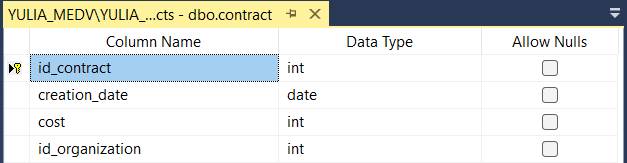 YULIA_MEDV\YULIA_...cts - dbo.contract
Column Name Data Type Allow Nulls
id_contract int
creation_date date
cost int
id_organization int